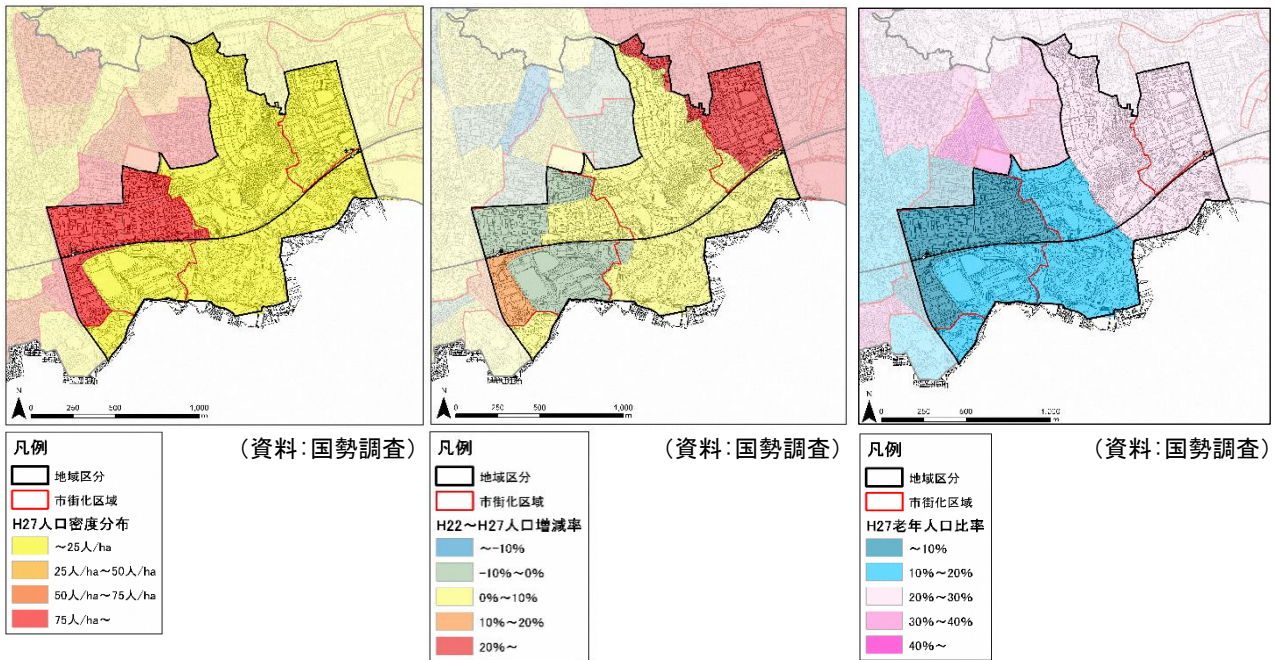 N
0 250 500 1,000
m
(資料:国勢調査)
凡例
地域区分
市街化区域
H27人口密度分布
～25人/ha
25人/ha～50人/ha
50人/ha～75人/ha
75人/ha～
N
0 250 500 1,000
m
(資料:国勢調査)
凡例
地域区分
市街化区域
H22～H27人口増減率
～-10%
-10%～0%
0%～10%
10%～20%
20%～
N
0 250 500 1,000
m
(資料:国勢調査)
凡例
地域区分
市街化区域
H27老年人口比率
～10%
10%～20%
20%～30%
30%～40%
40%～